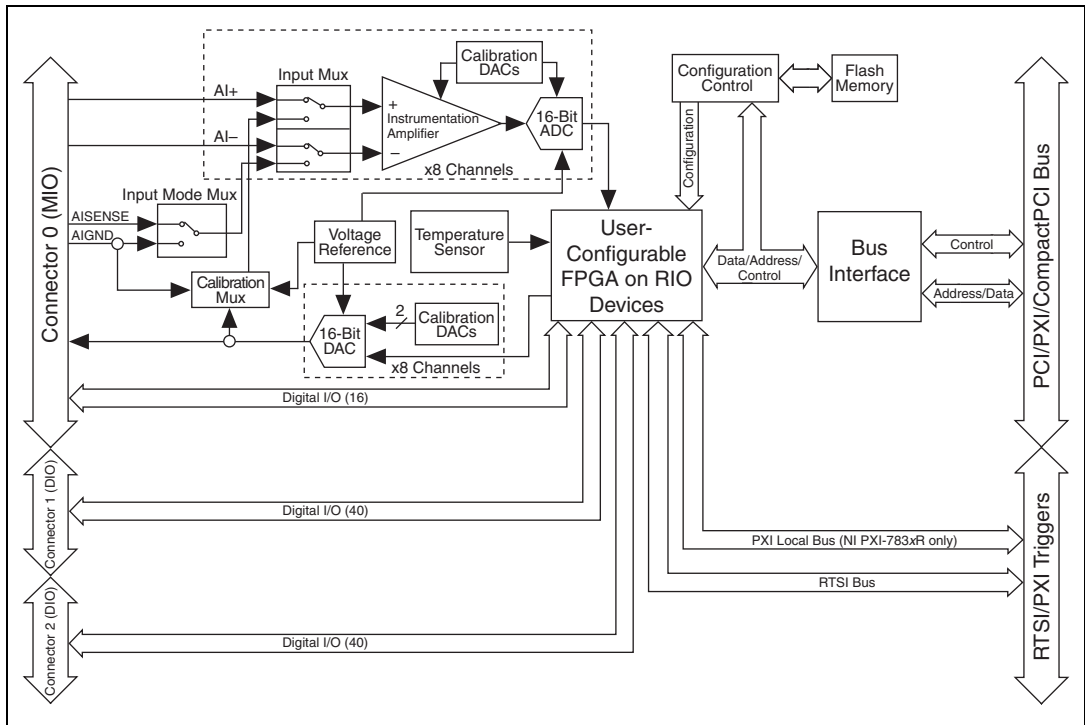 Connector 0 (MIO)
AI+
AI–
AISENSE
AIGND
Input Mode Mux
Input Mux
+
Instrumentation
Amplifier
–
Calibration
DACs
16-Bit
ADC
x8 Channels
Calibration
Mux
Voltage
Reference
Temperature
Sensor
16-Bit
DAC
2
Calibration
DACs
x8 Channels
Configuration
Control
Flash
Memory
Configuration
User-
Configurable
FPGA on RIO
Devices
Data/Address/
Control
Bus
Interface
Control
Address/Data
PCI/PXI/CompactPCI Bus
Digital I/O (16)
Connector 1 (DIO)
Digital I/O (40)
Connector 2 (DIO)
Digital I/O (40)
PXI Local Bus (NI PXI-783xR only)
RTSI Bus
RTSI/PXI Triggers